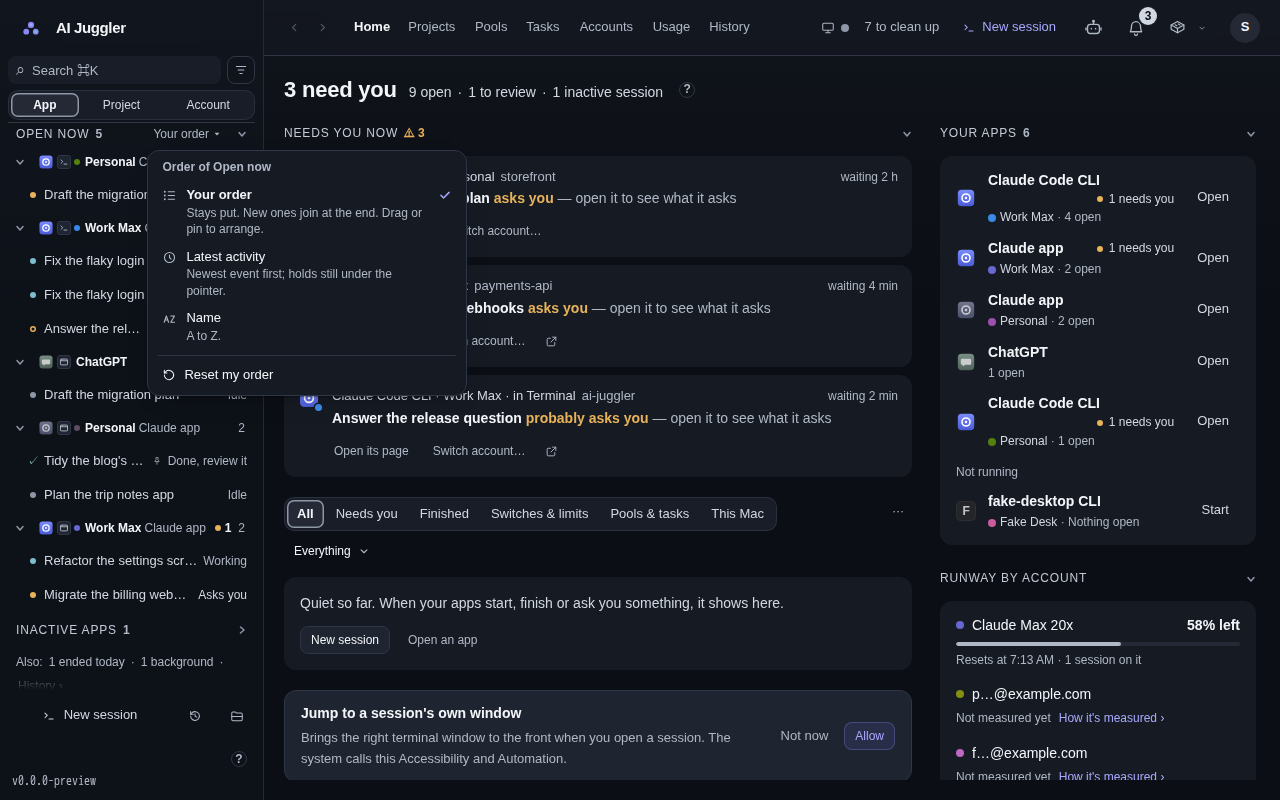 AI Juggler
Search ⌘K
App Project Account
OPEN NOW 5 Your order
Personal C
Draft the migration
Work Max
Fix the flaky login
Fix the flaky login
Answer the rel…
ChatGPT
Draft the migration plan Idle
Personal Claude app 2
Tidy the blog's … Done, review it
Plan the trip notes app Idle
Work Max Claude app 1 2
Refactor the settings scr… Working
Migrate the billing web… Asks you
INACTIVE APPS 1
Also: 1 ended today · 1 background ·
History ›
New session
?
v0.0.0-preview
Home Projects Pools Tasks Accounts Usage History
7 to clean up
New session
3
S
3 need you 9 open · 1 to review · 1 inactive session ?
NEEDS YOU NOW 3
Order of Open now
Your order
Stays put. New ones join at the end. Drag or
pin to arrange.
Latest activity
Newest event first; holds still under the
pointer.
AZ Name
A to Z.
Reset my order
sonal storefront waiting 2 h
plan asks you — open it to see what it asks
itch account…
payments-api waiting 4 min
ebhooks asks you — open it to see what it asks
account…
Claude Code CLI · Work Max · in Terminal ai-juggler waiting 2 min
Answer the release question probably asks you — open it to see what it asks
Open its page Switch account…
All Needs you Finished Switches & limits Pools & tasks This Mac …
Everything
Quiet so far. When your apps start, finish or ask you something, it shows here.
New session Open an app
Jump to a session's own window
Brings the right terminal window to the front when you open a session. The
system calls this Accessibility and Automation.
Not now Allow
YOUR APPS 6
Claude Code CLI
1 needs you Open
Work Max · 4 open
Claude app 1 needs you
Work Max · 2 open Open
Claude app
Personal · 2 open Open
ChatGPT
1 open Open
Claude Code CLI
1 needs you Open
Personal · 1 open
Not running
F fake-desktop CLI
Fake Desk · Nothing open Start
RUNWAY BY ACCOUNT
Claude Max 20x 58% left
Resets at 7:13 AM · 1 session on it
p…@example.com
Not measured yet How it's measured ›
f…@example.com
Not measured yet How it's measured ›